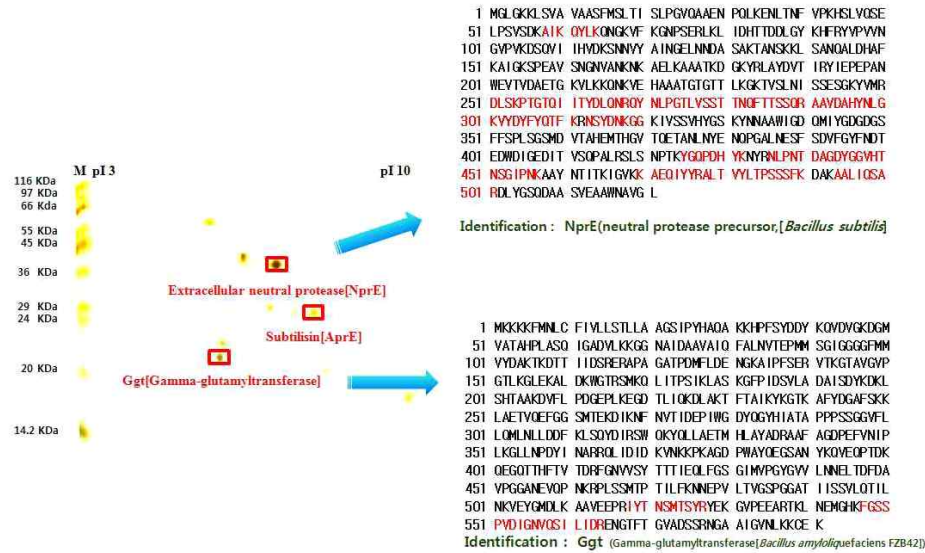 M pI 3
pI 10
116 KDa
97 KDa
66 Kda
55 KDa
45 KDa
36 KDa
29 KDa
24 KDa
20 KDa
14.2 KDa
Extracellular neutral protease[NprE]
Subtilisin[AprE]
Ggt[Gamma-glutamyltransferase]
1 MGLGKKLSVA VAASFMSLTI SLPGVQAAEN PQLKENLTNF VPKHSLVQSE
51 LPSVSDKAIK QYLKQNGKVF KGNPSERLKL IDHTTDDLGY KHFRYVPVVN
101 GVPVKDSQVI IHVDKSNNVY AINGELNNDA SAKTANSKKL SANQALDHAF
151 KAIGKSPEAV SNGNVANKNK AELKAAATKD GKYRLAYDVT IRYIEPEPAN
201 WEVTVDAETG KVLKKQNKVE HAAATGTGTT LKGKTVSLNI SSESGKYVMR
251 DLSKPTGTQI ITYDLQNRQY NLPGTLVSST TNQFTTSSQR AAVDAHYNLG
301 KVYDYFYQTF KRNSYDNKGG KIVSSVHYGS KYNNAAWIGD QMIYGDGDGS
351 FFSPLSGSMD VTAHEMTHGV TQETANLNYE NQPGALNESF SDVFGYFNDT
401 EDWDIGEDIT VSQPALRSLS NPTKYGQPDH YKNYRNLPNT DAGDYGGVHT
451 NSGIPNKAAY NTITKIGVKK AEQIYYRALT VYLTPSSSFK DAKAALIQSA
501 RDLYGSQDAA SVEAAWNAVG L
Identification : NprE(neutral protease precursor,[Bacillus subtilis]
1 MKKKKFMNLC FIVLLSTLLA AGSIPYHAQA KKHPFSYDDY KQVDVGKDGM
51 VATAHPLASQ IGADVLKKGG NAIDAAVAIQ FALNVTEPMM SGIGGGGFMM
101 VYDAKTKDTT IIDSRERAPA GATPDMFLDE NGKAIPFSER VTKGTAVGVP
151 GTLKGLEKAL DKWGTRSMKQ LITPSIKLAS KGFPIDSVLA DAISDYKDKL
201 SHTAAKDVFL PDGEPLKEGD TLIQKDLAKT FTAIKYKGTK AFYDGAFSKK
251 LAETVQEFGG SMTEKDIKNF NVTIDEPIWG DYQGYHIATA PPPSSGGVFL
301 LQMLNLLDDF KLSQYDIRSW QKYQLLAETM HLAYADRAAF AGDPEFVNIP
351 LKGLLNPDYI NARRQLIDID KVNKKPKAGD PWAYQEGSAN YKQVEQPTDK
401 QEGQTTHFTV TDRFGNVVSY TTTIEQLFGS GIMVPGYGVV LNNELTDFDA
451 VPGGANEVQP NKRPLSSMTP TILFKNNEPV LTVGSPGGAT IISSVLQTIL
501 NKVEYGMDLK AAVEEPRIYT NSMTSYRYEK GVPEEARTKL NEMGHKFGSS
551 PVDIGNVQSI LIDRENGTFT GVADSSRNGA AIGVNLKKCE K
Identification : Ggt (Gamma-glutamyltransferase[Bacillus amyloliquefaciens FZB42])